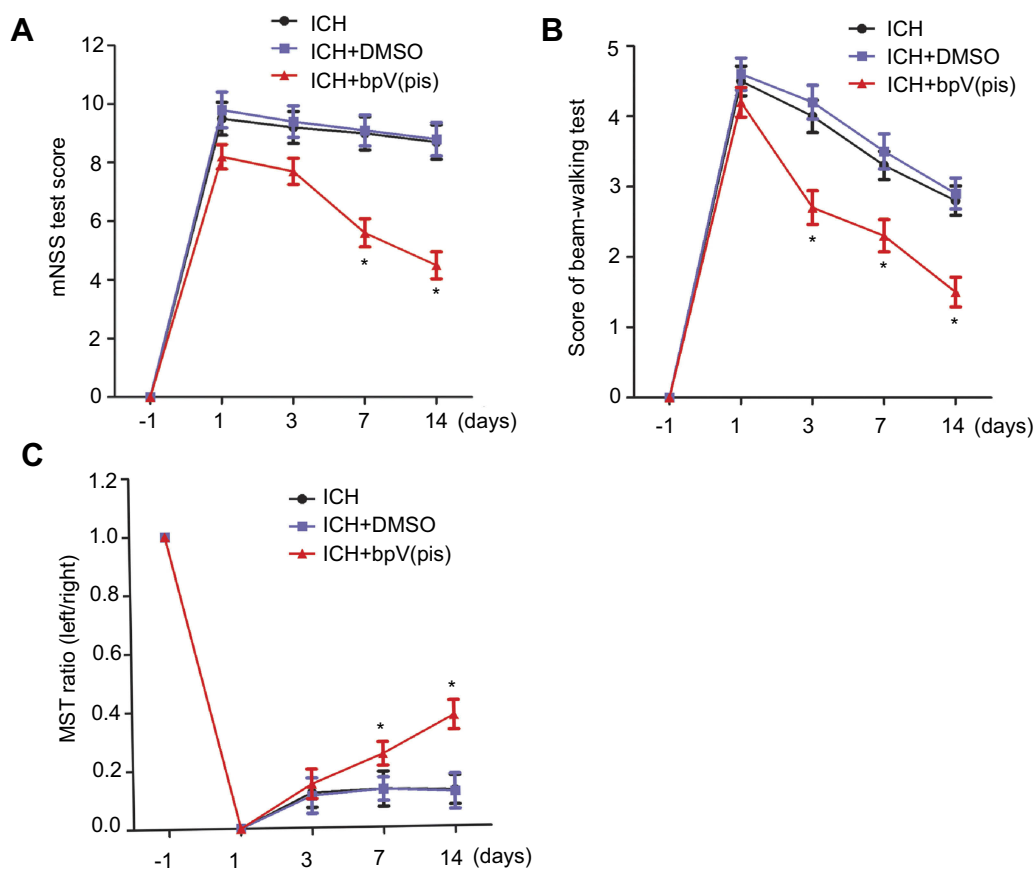 A
ICH
ICH+DMSO
ICH+bpV(pis)
mNSS test score
12
10
8
6
4
2
0
*
*
-1 1 3 7 14 (days)
B
ICH
ICH+DMSO
ICH+bpV(pis)
Score of beam-walking test
5
4
3
2
1
0
*
*
*
-1 1 3 7 14 (days)
C
ICH
ICH+DMSO
ICH+bpV(pis)
MST ratio (left/right)
1.2
1.0
0.8
0.6
0.4
0.2
0.0
*
*
-1 1 3 7 14 (days)